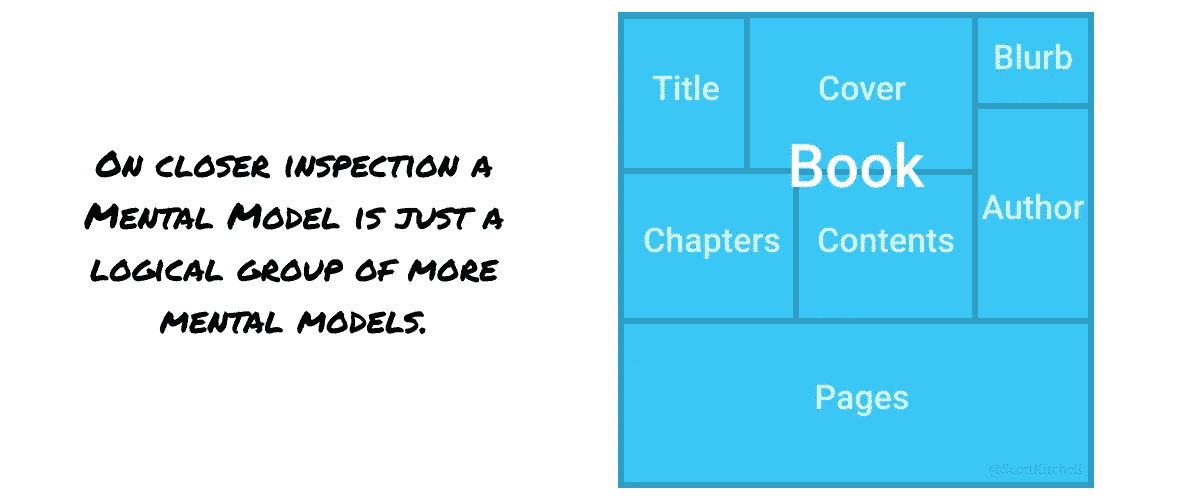 On closer inspection a
Mental Model is just a
logical group of more
mental models.
Title
Cover
Blurb
Book
Author
Chapters
Contents
Pages
@ScottKitchell